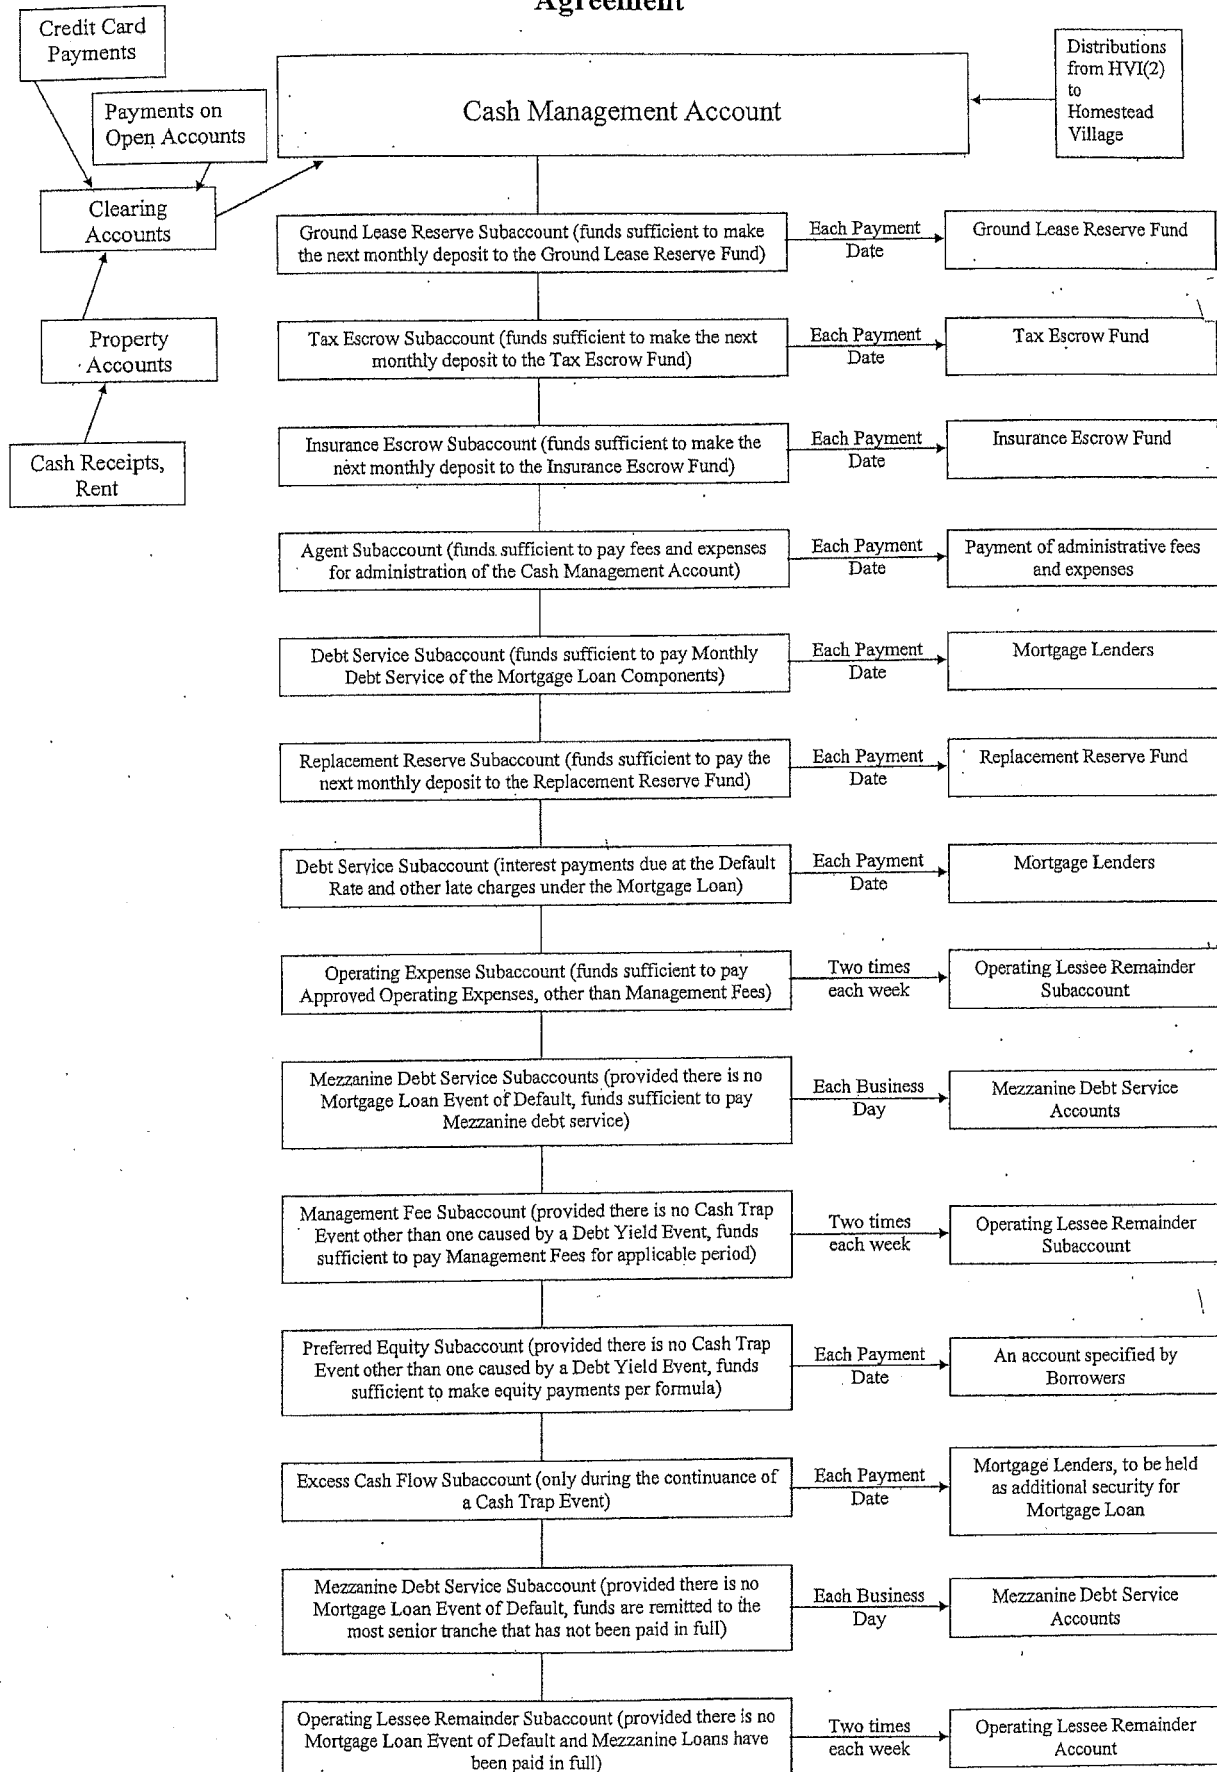 Agreement
Credit Card
Payments
Payments on
Open Accounts
Cash Management Account
Distributions
from HVI(2)
to
Homestead
Village
Clearing
Accounts
Property
Accounts
Cash Receipts,
Rent
Ground Lease Reserve Subaccount (funds sufficient to make
the next monthly deposit to the Ground Lease Reserve Fund)
Each Payment
Date
Ground Lease Reserve Fund
Tax Escrow Subaccount (funds sufficient to make the next
monthly deposit to the Tax Escrow Fund)
Each Payment
Date
Tax Escrow Fund
Insurance Escrow Subaccount (funds sufficient to make the
next monthly deposit to the Insurance Escrow Fund)
Each Payment
Date
Insurance Escrow Fund
Agent Subaccount (funds sufficient to pay fees and expenses
for administration of the Cash Management Account)
Each Payment
Date
Payment of administrative fees
and expenses
Debt Service Subaccount (funds sufficient to pay Monthly
Debt Service of the Mortgage Loan Components)
Each Payment
Date
Mortgage Lenders
Replacement Reserve Subaccount (funds sufficient to pay the
next monthly deposit to the Replacement Reserve Fund)
Each Payment
Date
Replacement Reserve Fund
Debt Service Subaccount (interest payments due at the Default
Rate and other late charges under the Mortgage Loan)
Each Payment
Date
Mortgage Lenders
Operating Expense Subaccount (funds sufficient to pay
Approved Operating Expenses, other than Management Fees)
Two times
each week
Operating Lessee Remainder
Subaccount
Mezzanine Debt Service Subaccounts (provided there is no
Mortgage Loan Event of Default, funds sufficient to pay
Mezzanine debt service)
Each Business
Day
Mezzanine Debt Service
Accounts
Management Fee Subaccount (provided there is no Cash Trap
Event other than one caused by a Debt Yield Event, funds
sufficient to pay Management Fees for applicable period)
Two times
each week
Operating Lessee Remainder
Subaccount
Preferred Equity Subaccount (provided there is no Cash Trap
Event other than one caused by a Debt Yield Event, funds
sufficient to make equity payments per formula)
Each Payment
Date
An account specified by
Borrowers
Excess Cash Flow Subaccount (only during the continuance of
a Cash Trap Event)
Each Payment
Date
Mortgage Lenders, to be held
as additional security for
Mortgage Loan
Mezzanine Debt Service Subaccount (provided there is no
Mortgage Loan Event of Default, funds are remitted to the
most senior tranche that has not been paid in full)
Each Business
Day
Mezzanine Debt Service
Accounts
Operating Lessee Remainder Subaccount (provided there is no
Mortgage Loan Event of Default and Mezzanine Loans have
been paid in full)
Two times
each week
Operating Lessee Remainder
Account